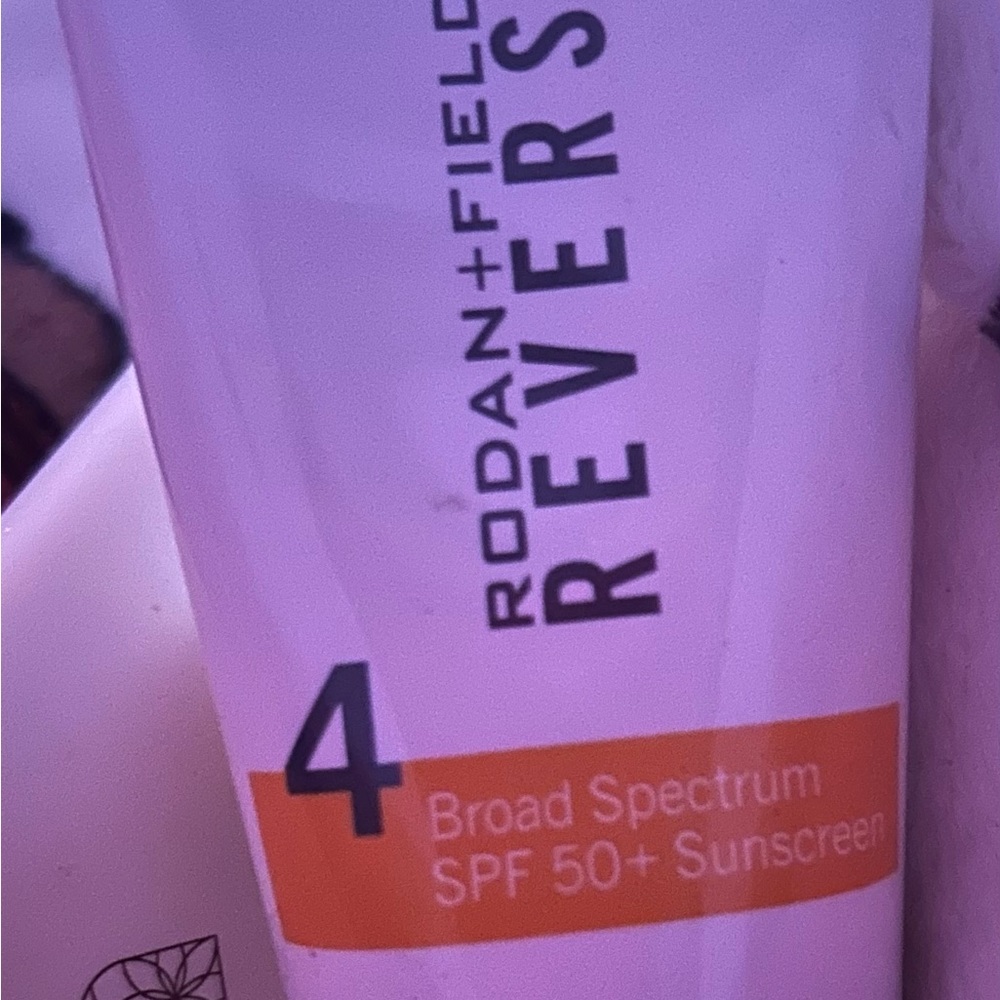 RODAN+FIELD
REVERS
4
Broad Spectrum
SPF 50+ Sunscreen